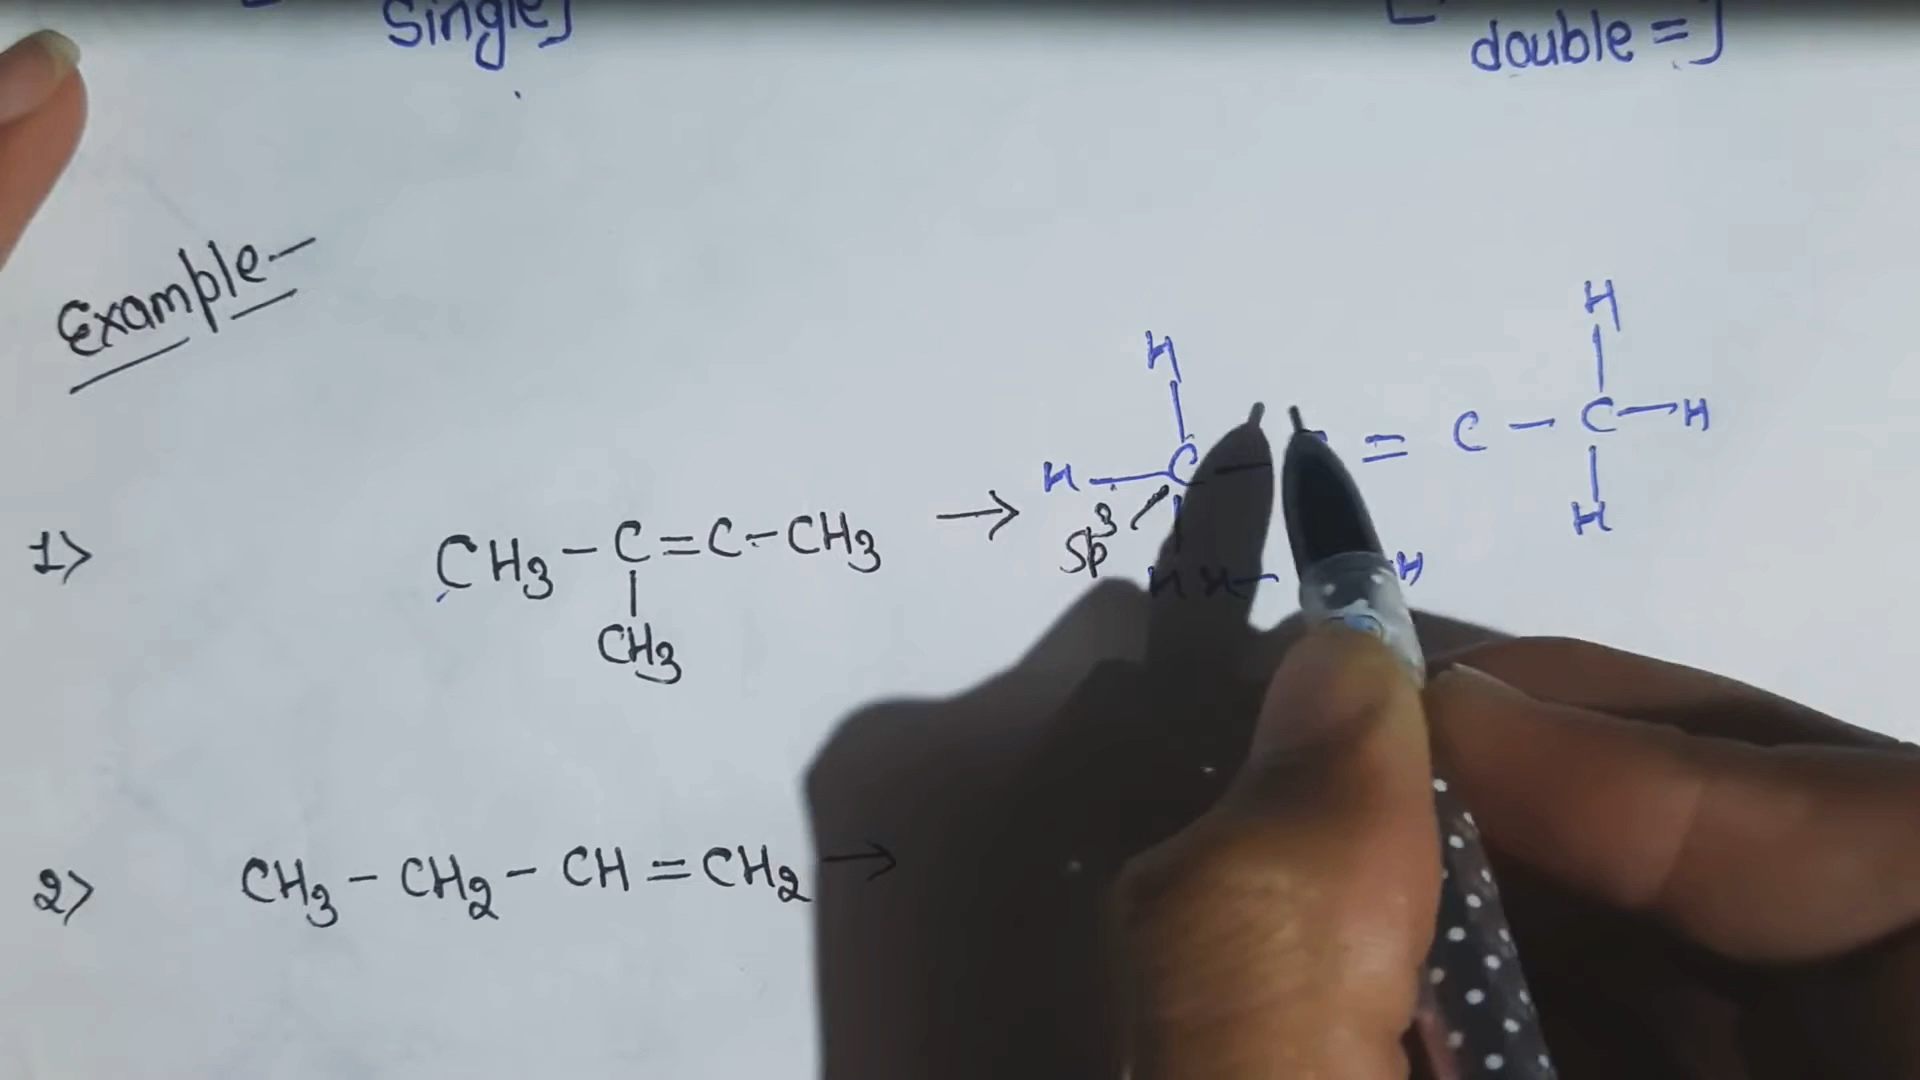 Single]
double =]
Example-
H
H
H - C - = C - C - H
Sp³
H H - H
H
1> CH₃ - C = C - CH₃ →
CH₃
2> CH₃ - CH₂ - CH = CH₂ →